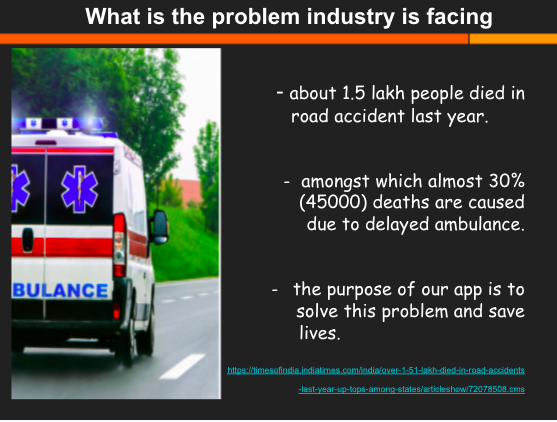 What is the problem industry is facing
- about 1.5 lakh people died in
road accident last year.
- amongst which almost 30%
(45000) deaths are caused
due to delayed ambulance.
- the purpose of our app is to
solve this problem and save
lives.
https://timesofindia.indiatimes.com/india/over-1-51-lakh-died-in-road-accidents
-last-year-up-tops-among-states/articleshow/72078508.cms
BULANCE